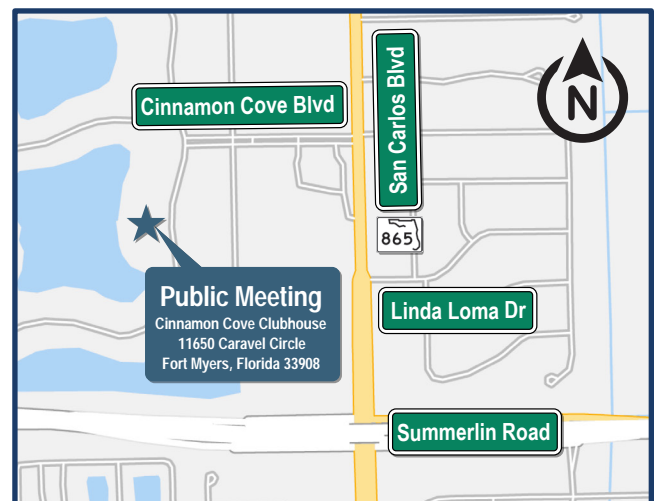 Cinnamon Cove Blvd
San Carlos Blvd
N
865
Public Meeting
Cinnamon Cove Clubhouse
11650 Caravel Circle
Fort Myers, Florida 33908
Linda Loma Dr
Summerlin Road